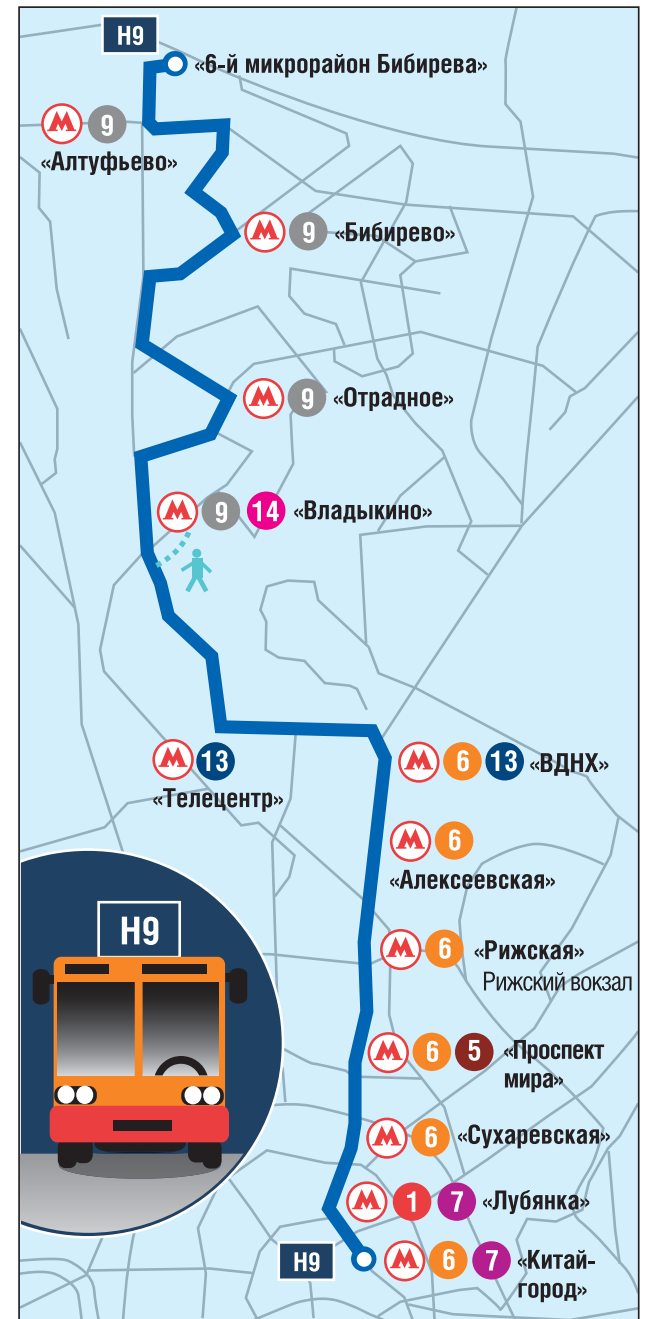 Н9
«6-й микрорайон Бибирева»
М 9
«Алтуфьево»
М 9 «Бибирево»
М 9 «Отрадное»
М 9 14 «Владыкино»
М 13
«Телецентр»
М 6 13 «ВДНХ»
М 6
«Алексеевская»
М 6 «Рижская»
Рижский вокзал
М 6 5 «Проспект
мира»
М 6 «Сухаревская»
М 1 7 «Лубянка»
Н9 М 6 7 «Китай-
город»
Н9